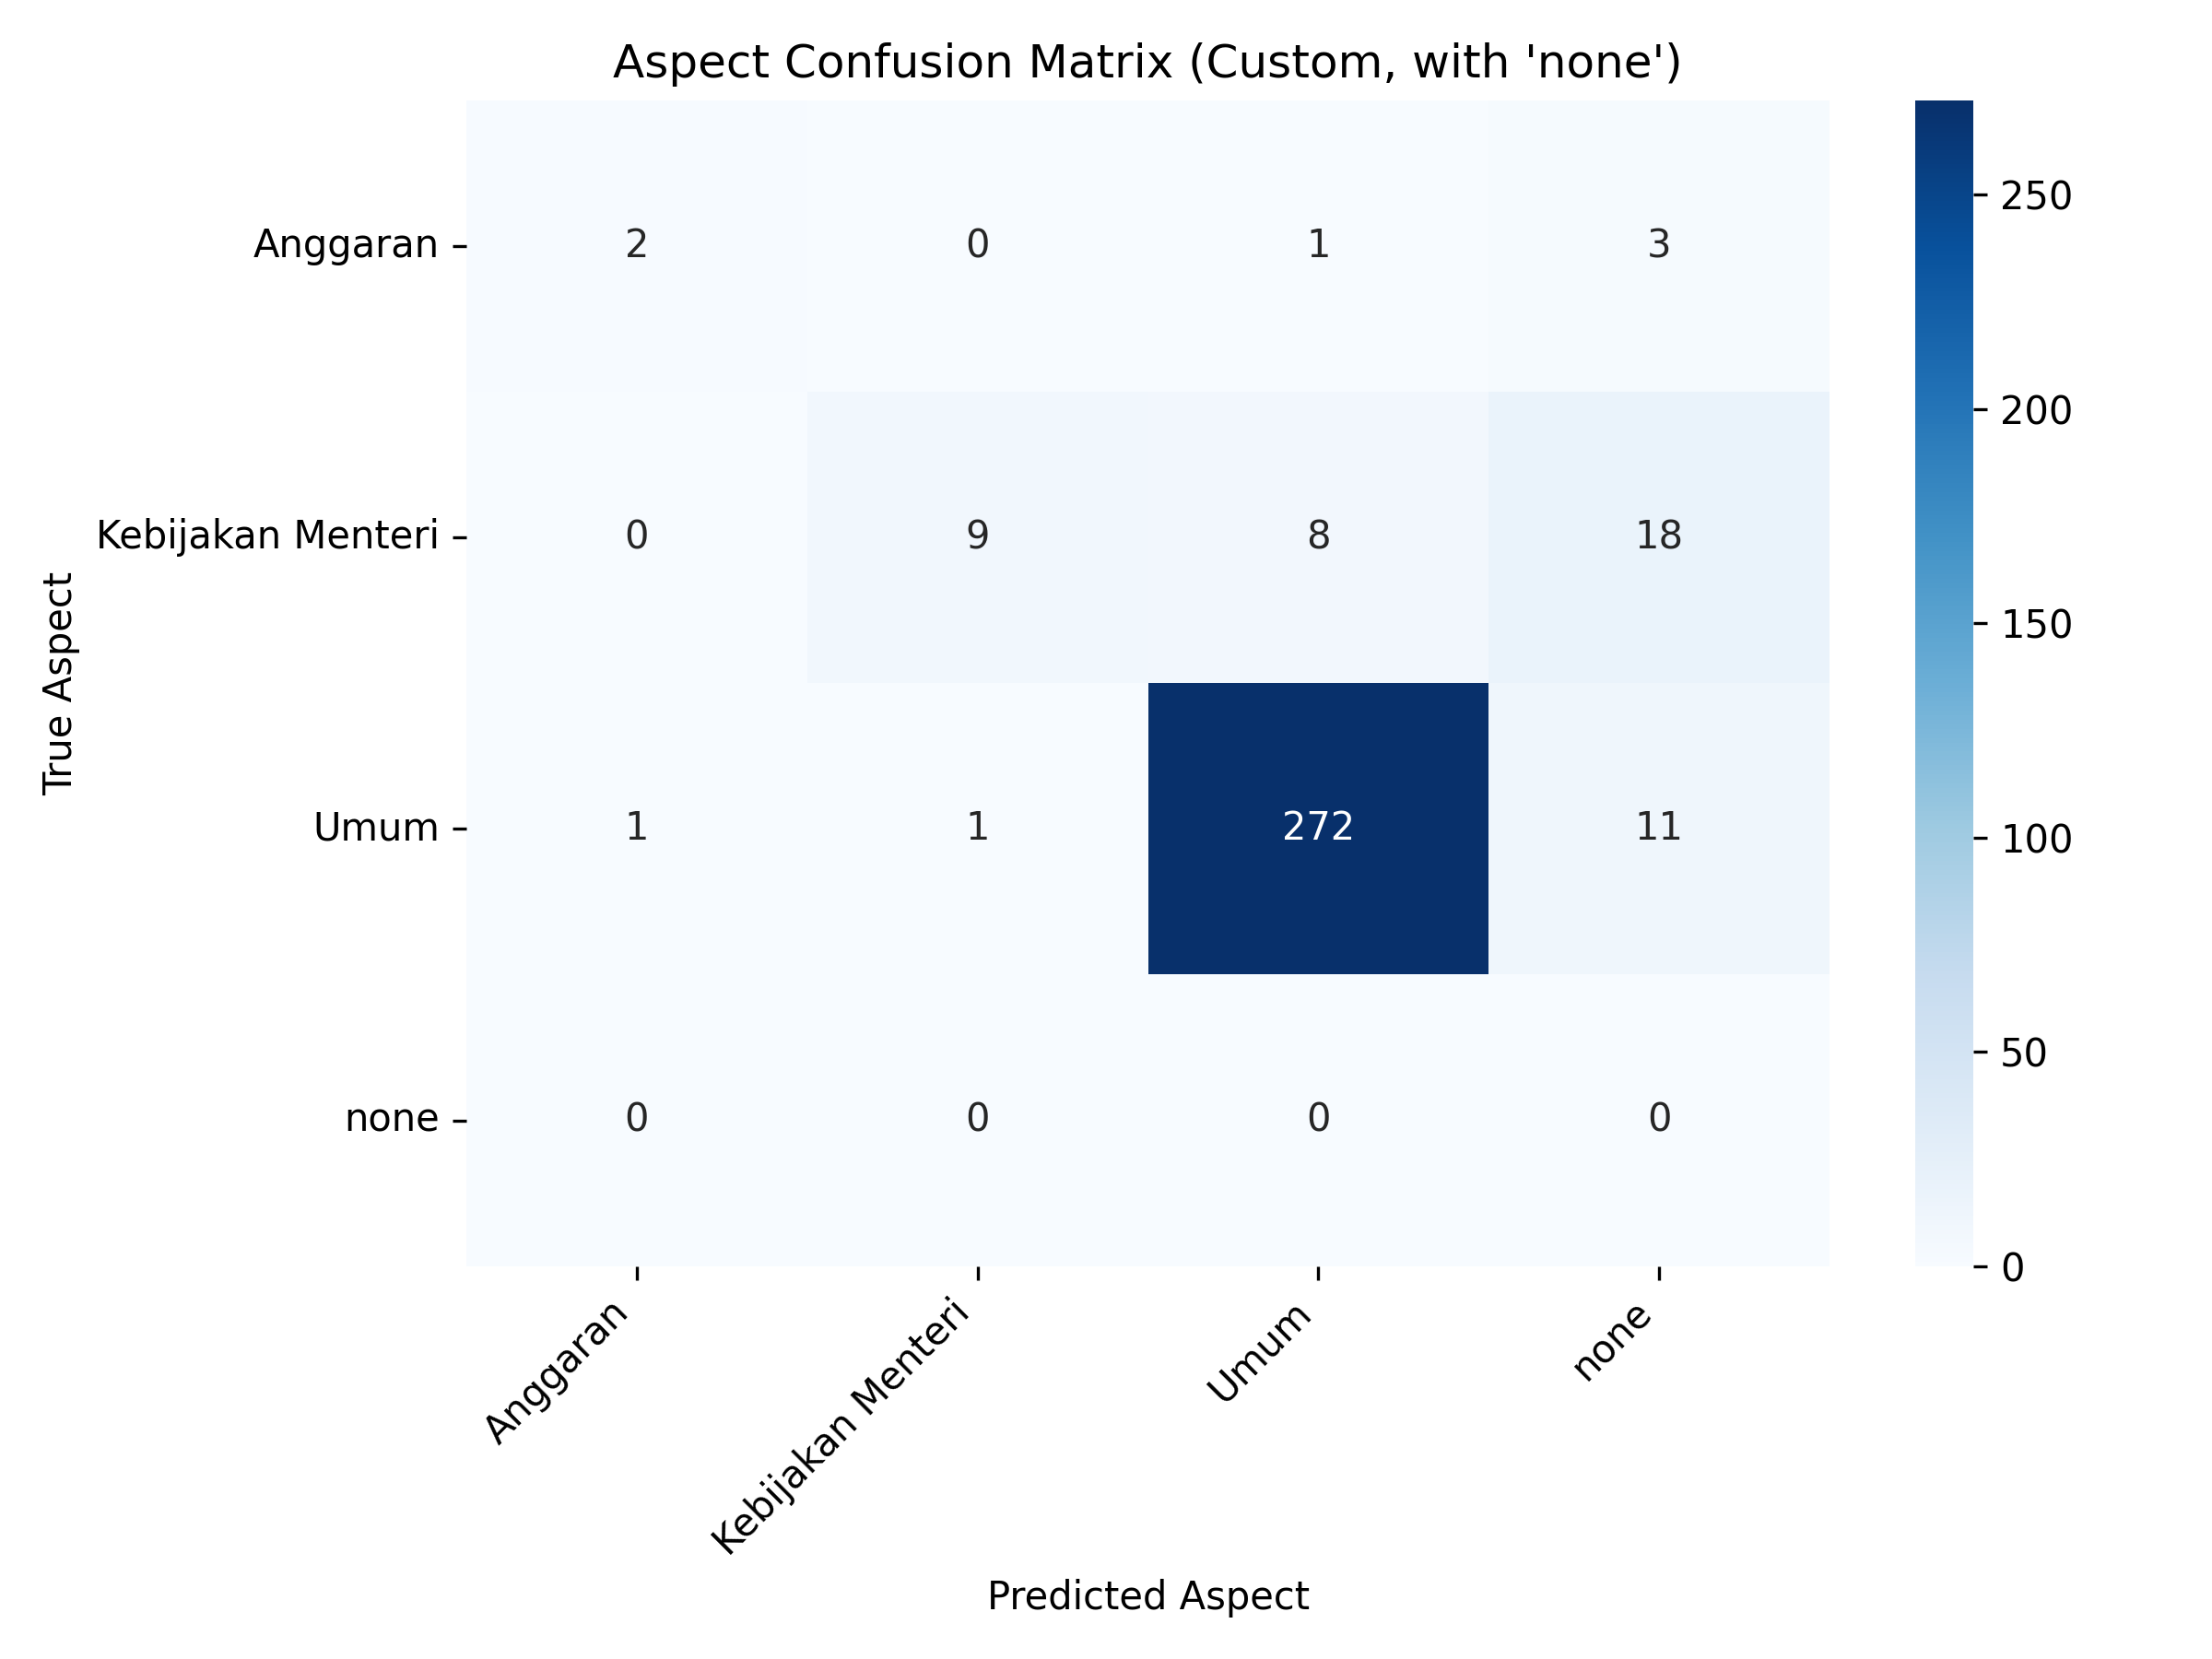 Aspect Confusion Matrix (Custom, with 'none')
True Aspect
Anggaran 2 0 1 3
Kebijakan Menteri 0 9 8 18
Umum 1 1 272 11
none 0 0 0 0
Anggaran Kebijakan Menteri Umum none
Predicted Aspect
250
200
150
100
50
0